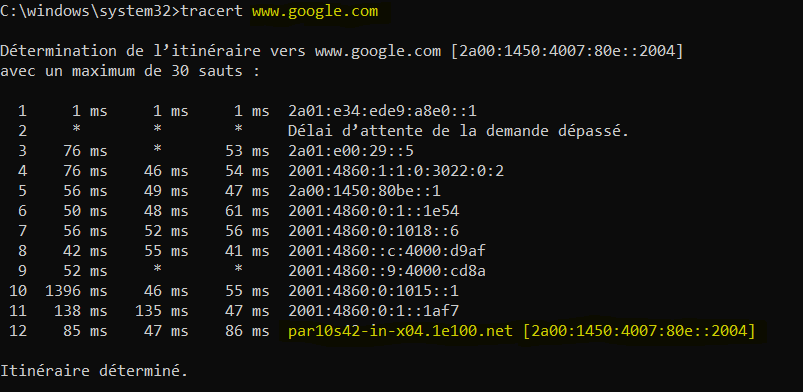 C:\windows\system32>tracert www.google.com
Détermination de l’itinéraire vers www.google.com [2a00:1450:4007:80e::2004]
avec un maximum de 30 sauts :
1 1 ms 1 ms 1 ms 2a01:e34:ede9:a8e0::1
2 * * * Délai d’attente de la demande dépassé.
3 76 ms * 53 ms 2a01:e00:29::5
4 76 ms 46 ms 54 ms 2001:4860:1:1:0:3022:0:2
5 56 ms 49 ms 47 ms 2a00:1450:80be::1
6 50 ms 48 ms 61 ms 2001:4860:0:1::1e54
7 56 ms 52 ms 56 ms 2001:4860:0:1018::6
8 42 ms 55 ms 41 ms 2001:4860::c:4000:d9af
9 52 ms * * 2001:4860::9:4000:cd8a
10 1396 ms 46 ms 55 ms 2001:4860:0:1015::1
11 138 ms 135 ms 47 ms 2001:4860:0:1::1af7
12 85 ms 47 ms 86 ms par10s42-in-x04.1e100.net [2a00:1450:4007:80e::2004]
Itinéraire déterminé.